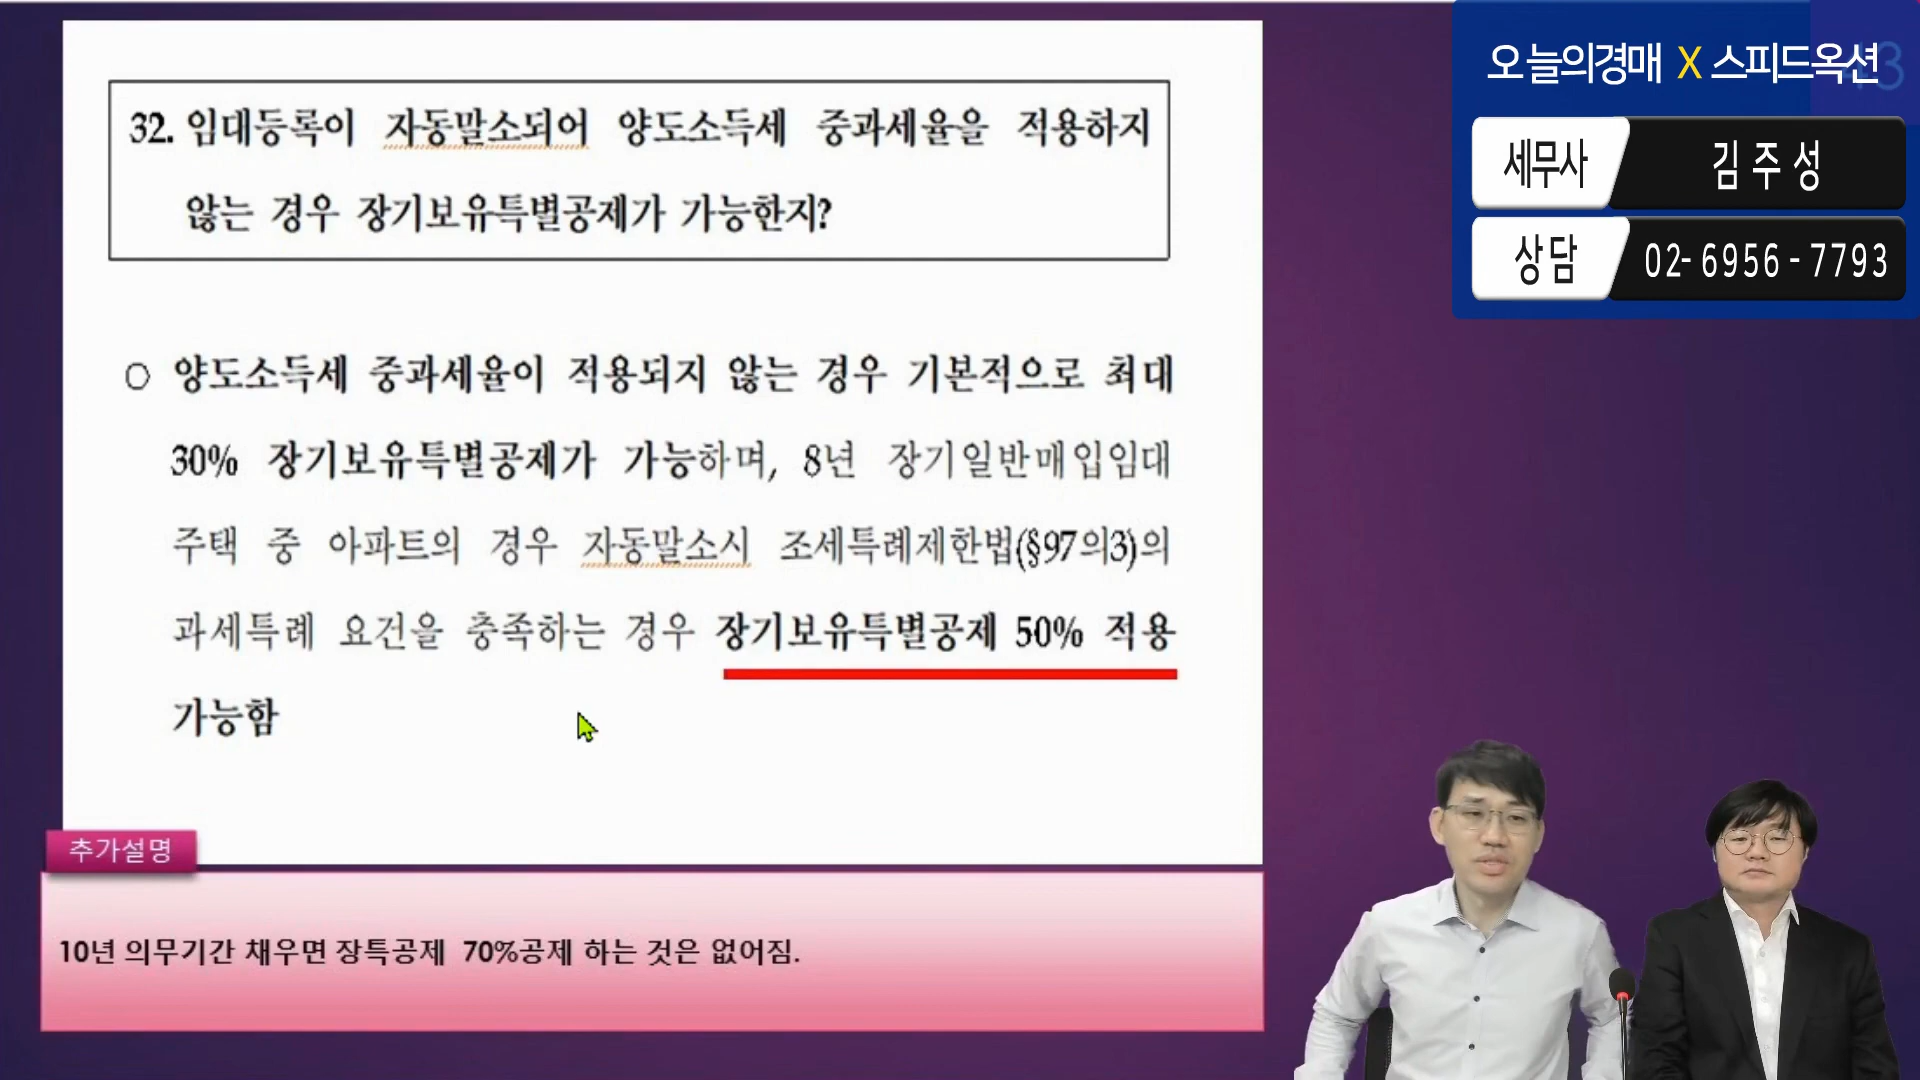 오늘의경매 X 스피드옥션
세무사 김주성
상담 02-6956-7793
32. 임대등록이 자동말소되어 양도소득세 중과세율을 적용하지
않는 경우 장기보유특별공제가 가능한지?
○ 양도소득세 중과세율이 적용되지 않는 경우 기본적으로 최대
30% 장기보유특별공제가 가능하며, 8년 장기일반매입임대
주택 중 아파트의 경우 자동말소시 조세특례제한법(§97의3)의
과세특례 요건을 충족하는 경우 장기보유특별공제 50% 적용
가능함
추가설명
10년 의무기간 채우면 장특공제 70%공제 하는 것은 없어짐.